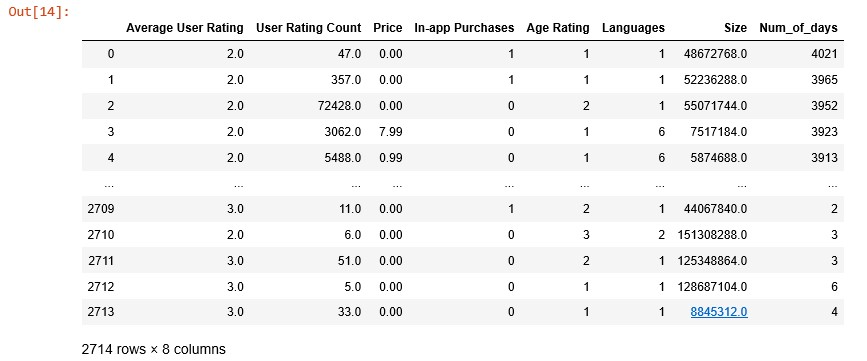 Out[14]:
Average User Rating User Rating Count Price In-app Purchases Age Rating Languages Size Num_of_days
0 2.0 47.0 0.00 1 1 1 48672768.0 4021
1 2.0 357.0 0.00 1 1 1 52236288.0 3965
2 2.0 72428.0 0.00 0 2 1 55071744.0 3952
3 2.0 3062.0 7.99 0 1 6 7517184.0 3923
4 2.0 5488.0 0.99 0 1 6 5874688.0 3913
... ... ... ... ... ... ... ... ...
2709 3.0 11.0 0.00 1 2 1 44067840.0 2
2710 2.0 6.0 0.00 0 3 2 151308288.0 3
2711 3.0 51.0 0.00 0 2 1 125348864.0 3
2712 3.0 5.0 0.00 0 1 1 128687104.0 6
2713 3.0 33.0 0.00 0 1 1 8845312.0 4
2714 rows × 8 columns